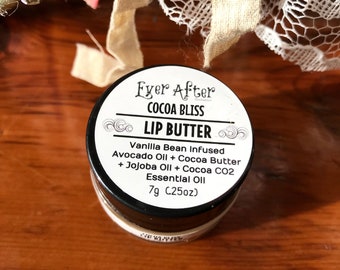 Ever After
COCOA BLISS
LIP BUTTER
Vanilla Bean Infused
Avocado Oil + Cocoa Butter
+ Jojoba Oil + Cocoa CO2
Essential Oil
7g (.25oz)